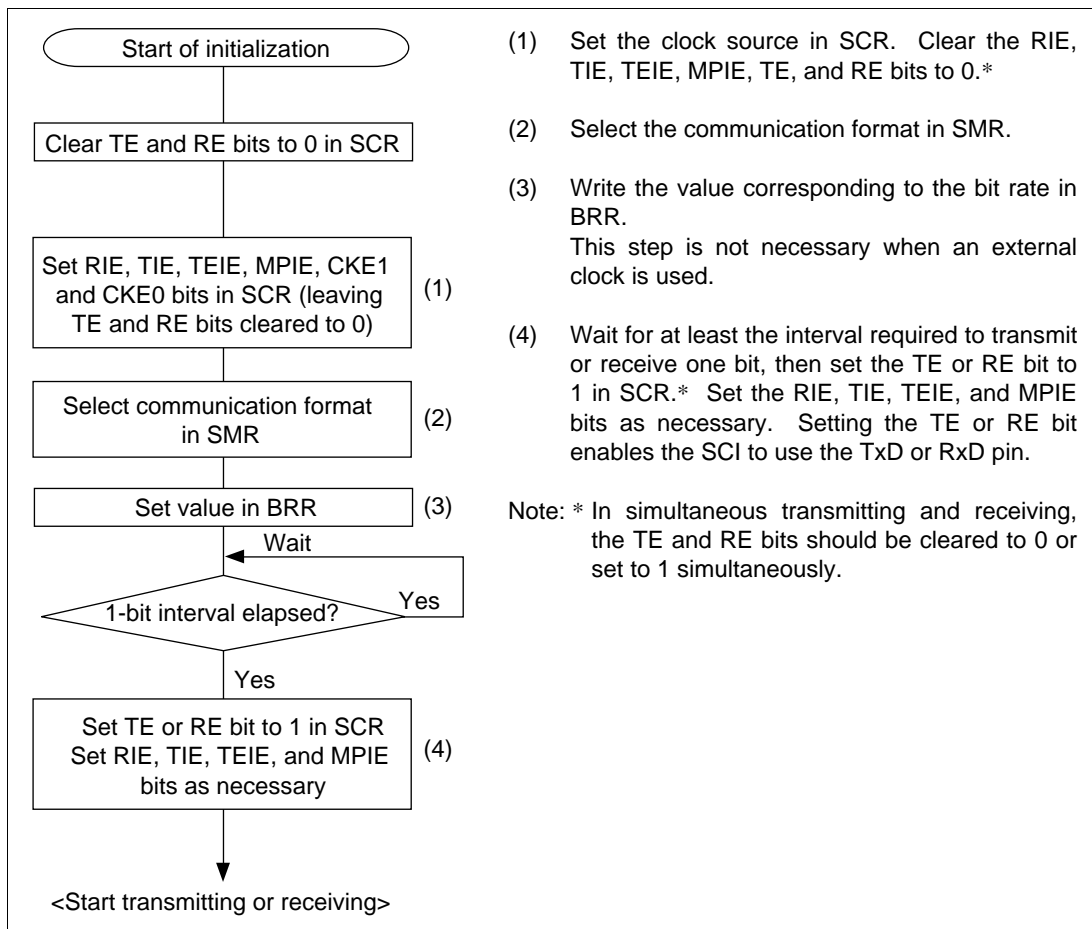 Start of initialization
Clear TE and RE bits to 0 in SCR
Set RIE, TIE, TEIE, MPIE, CKE1
and CKE0 bits in SCR (leaving
TE and RE bits cleared to 0)
(1)
Select communication format
in SMR
(2)
Set value in BRR
(3)
Wait
1-bit interval elapsed?
Yes
Yes
Set TE or RE bit to 1 in SCR
Set RIE, TIE, TEIE, and MPIE
bits as necessary
(4)
<Start transmitting or receiving>
(1) Set the clock source in SCR. Clear the RIE,
TIE, TEIE, MPIE, TE, and RE bits to 0.*
(2) Select the communication format in SMR.
(3) Write the value corresponding to the bit rate in
BRR.
This step is not necessary when an external
clock is used.
(4) Wait for at least the interval required to transmit
or receive one bit, then set the TE or RE bit to
1 in SCR.* Set the RIE, TIE, TEIE, and MPIE
bits as necessary. Setting the TE or RE bit
enables the SCI to use the TxD or RxD pin.
Note: * In simultaneous transmitting and receiving,
the TE and RE bits should be cleared to 0 or
set to 1 simultaneously.